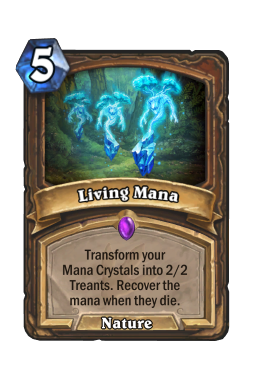 5
Living Mana
Transform your
Mana Crystals into 2/2
Treants. Recover the
mana when they die.
Nature